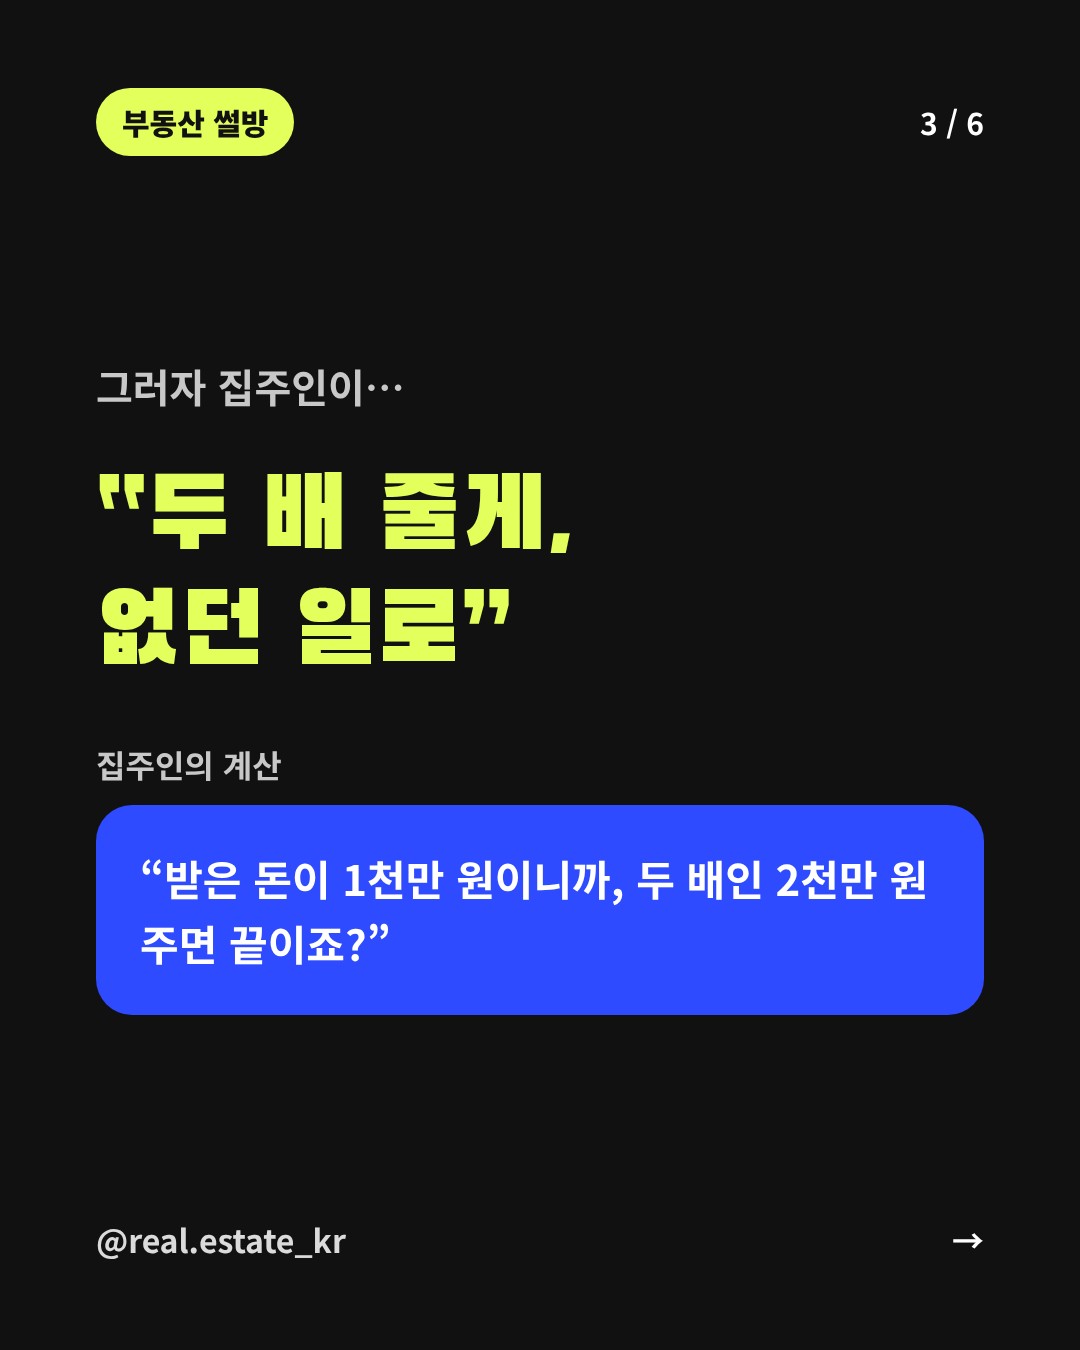 부동산 썰방
3 / 6
그러자 집주인이…
“두 배 줄게,
없던 일로”
집주인의 계산
“받은 돈이 1천만 원이니까, 두 배인 2천만 원
주면 끝이죠?”
@real.estate_kr
→